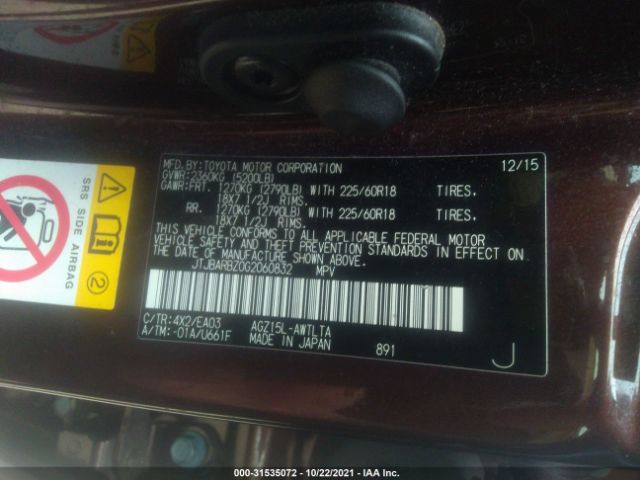 MFD.BY:TOYOTA MOTOR CORPORATION 12/15
GVWR:2360KG (5200LB)
GAWR:FRT. 1270KG (2790LB) WITH 225/60R18 TIRES.
18X7 1/2J RIMS.
RR. 1270KG (2790LB) WITH 225/60R18 TIRES.
18X7 1/2J RIMS.
THIS VEHICLE CONFORMS TO ALL APPLICABLE FEDERAL MOTOR
VEHICLE SAFETY AND THEFT PREVENTION STANDARDS IN EFFECT ON
THE DATE OF MANUFACTURE SHOWN ABOVE.
JTJBARBZ0G2060832 MPV
C/TR:4X2/EA03 AGZ15L-AWTLTA
A/TM:-01A/U661F MADE IN JAPAN 891
J
SRS SIDE AIRBAG
2
000-31535072 - 10/22/2021 - IAA Inc.